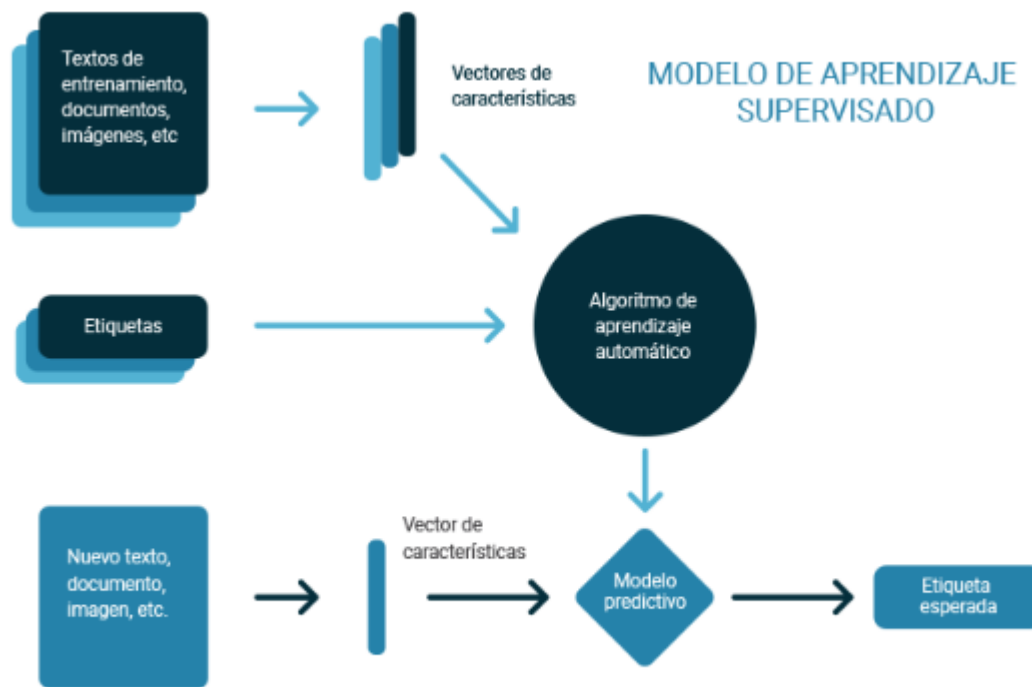 Textos de
entrenamiento,
documentos,
imágenes, etc
Vectores de
características
MODELO DE APRENDIZAJE
SUPERVISADO
Etiquetas
Algoritmo de
aprendizaje
automático
Nuevo texto,
documento,
imagen, etc.
Vector de
características
Modelo
predictivo
Etiqueta
esperada